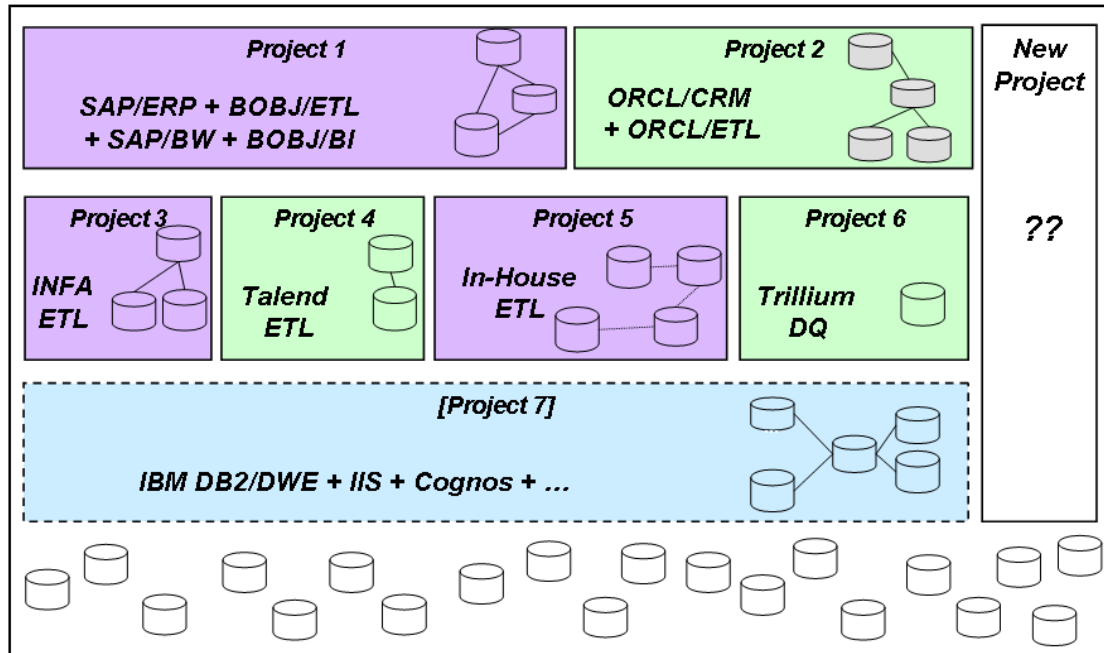 Project 1
SAP/ERP + BOBJ/ETL
+ SAP/BW + BOBJ/BI
Project 2
ORCL/CRM
+ ORCL/ETL
New
Project
??
Project 3
INFA
ETL
Project 4
Talend
ETL
Project 5
In-House
ETL
Project 6
Trillium
DQ
[Project 7]
IBM DB2/DWE + IIS + Cognos + …